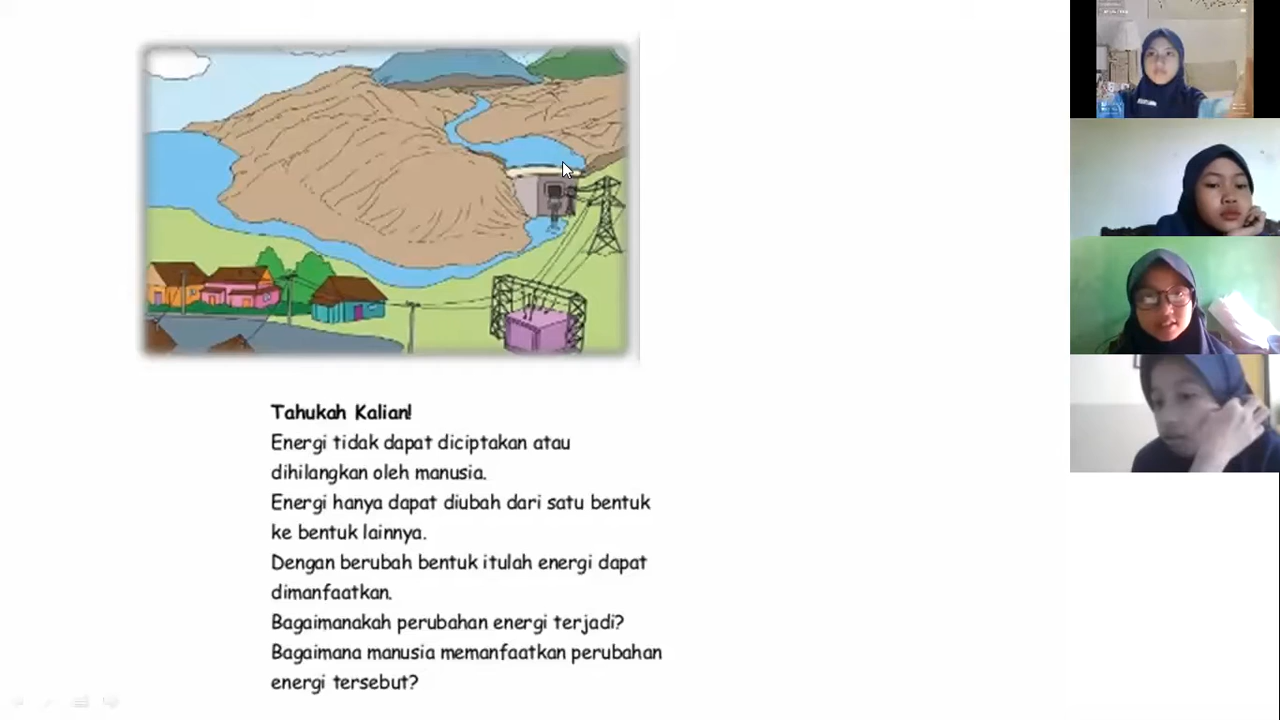 Tahukah Kalian!
Energi tidak dapat diciptakan atau
dihilangkan oleh manusia.
Energi hanya dapat diubah dari satu bentuk
ke bentuk lainnya.
Dengan berubah bentuk itulah energi dapat
dimanfaatkan.
Bagaimanakah perubahan energi terjadi?
Bagaimana manusia memanfaatkan perubahan
energi tersebut?